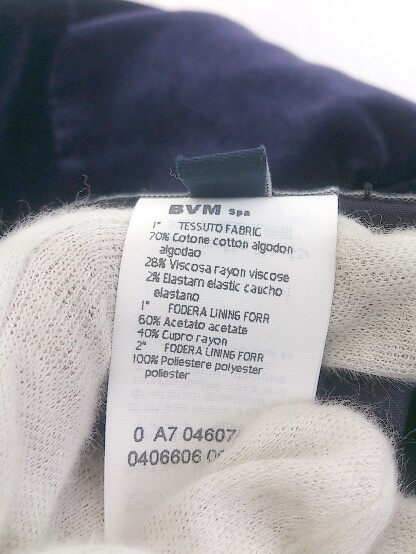 BVM Spa
1° TESSUTO FABRIC
70% Cotone cotton algodon
algodao
28% Viscosa rayon viscose
2% Elastam elastic caucho
elastano
1° FODERA LINING FORR
60% Acetato acetate
40% Cupro rayon
2° FODERA LINING FORR
100% Poliestere polyester
poliester
0 A7 04607
0406606